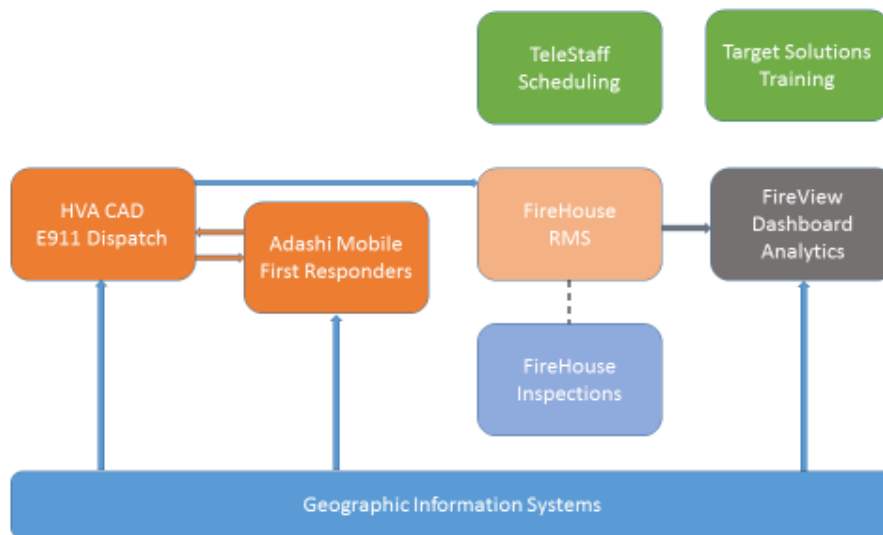 TeleStaff
Scheduling
Target Solutions
Training
HVA CAD
E911 Dispatch
Adashi Mobile
First Responders
FireHouse
RMS
FireView
Dashboard
Analytics
FireHouse
Inspections
Geographic Information Systems